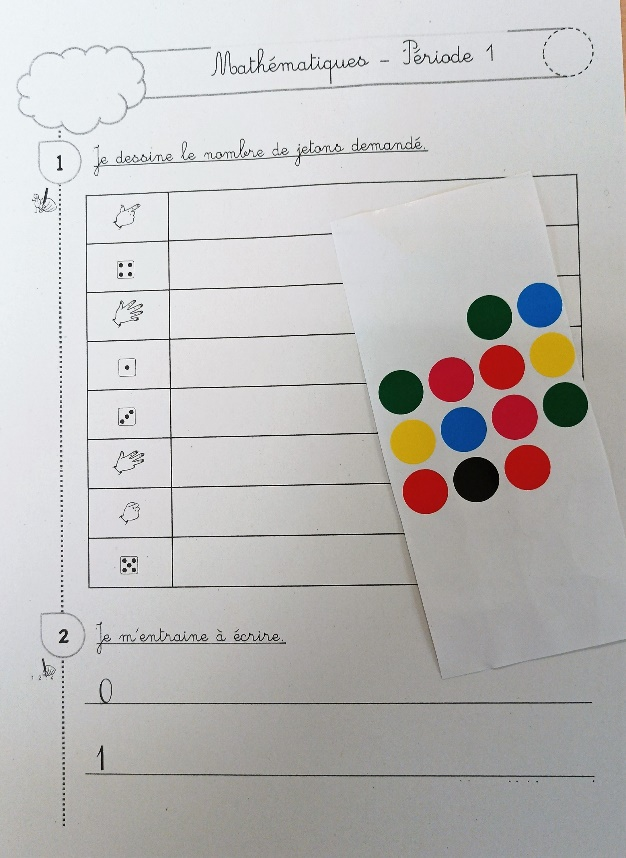 Mathématiques - Période 1
1 Je dessine le nombre de jetons demandé.
2 Je m'entraine à écrire.
0
1